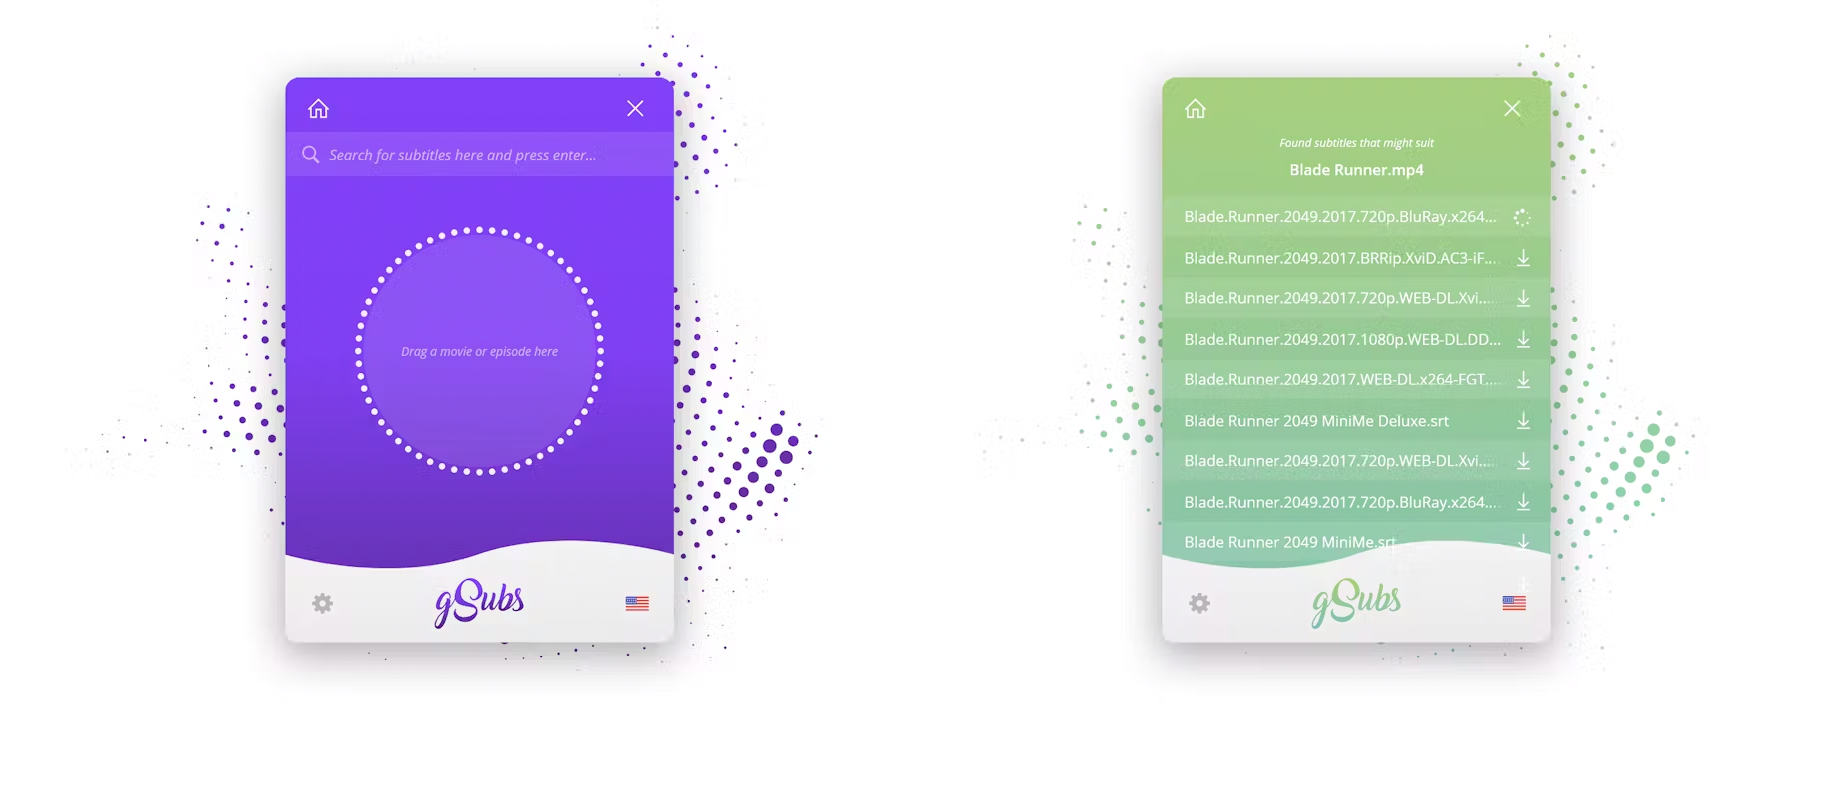 Search for subtitles here and press enter...
Drag a movie or episode here
gSubs
Found subtitles that might suit
Blade Runner.mp4
Blade.Runner.2049.2017.720p.BluRay.x264...
Blade.Runner.2049.2017.BRRip.XviD.AC3-iF...
Blade.Runner.2049.2017.720p.WEB-DL.Xvi...
Blade.Runner.2049.2017.1080p.WEB-DL.DD...
Blade.Runner.2049.2017.WEB-DL.x264-FGT....
Blade Runner 2049 MiniMe Deluxe.srt
Blade.Runner.2049.2017.720p.WEB-DL.Xvi...
Blade.Runner.2049.2017.720p.BluRay.x264...
Blade Runner 2049 MiniMe.srt
gSubs